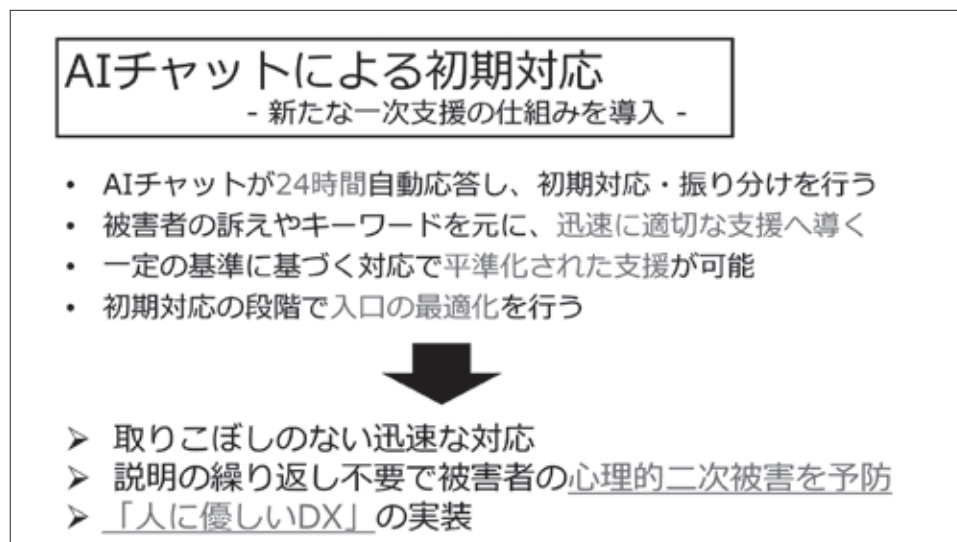 AIチャットによる初期対応
- 新たな一次支援の仕組みを導入 -
• AIチャットが24時間自動応答し、初期対応・振り分けを行う
• 被害者の訴えやキーワードを元に、迅速に適切な支援へ導く
• 一定の基準に基づく対応で平準化された支援が可能
• 初期対応の段階で入口の最適化を行う
➢ 取りこぼしのない迅速な対応
➢ 説明の繰り返し不要で被害者の心理的二次被害を予防
➢ 「人に優しいDX」の実装